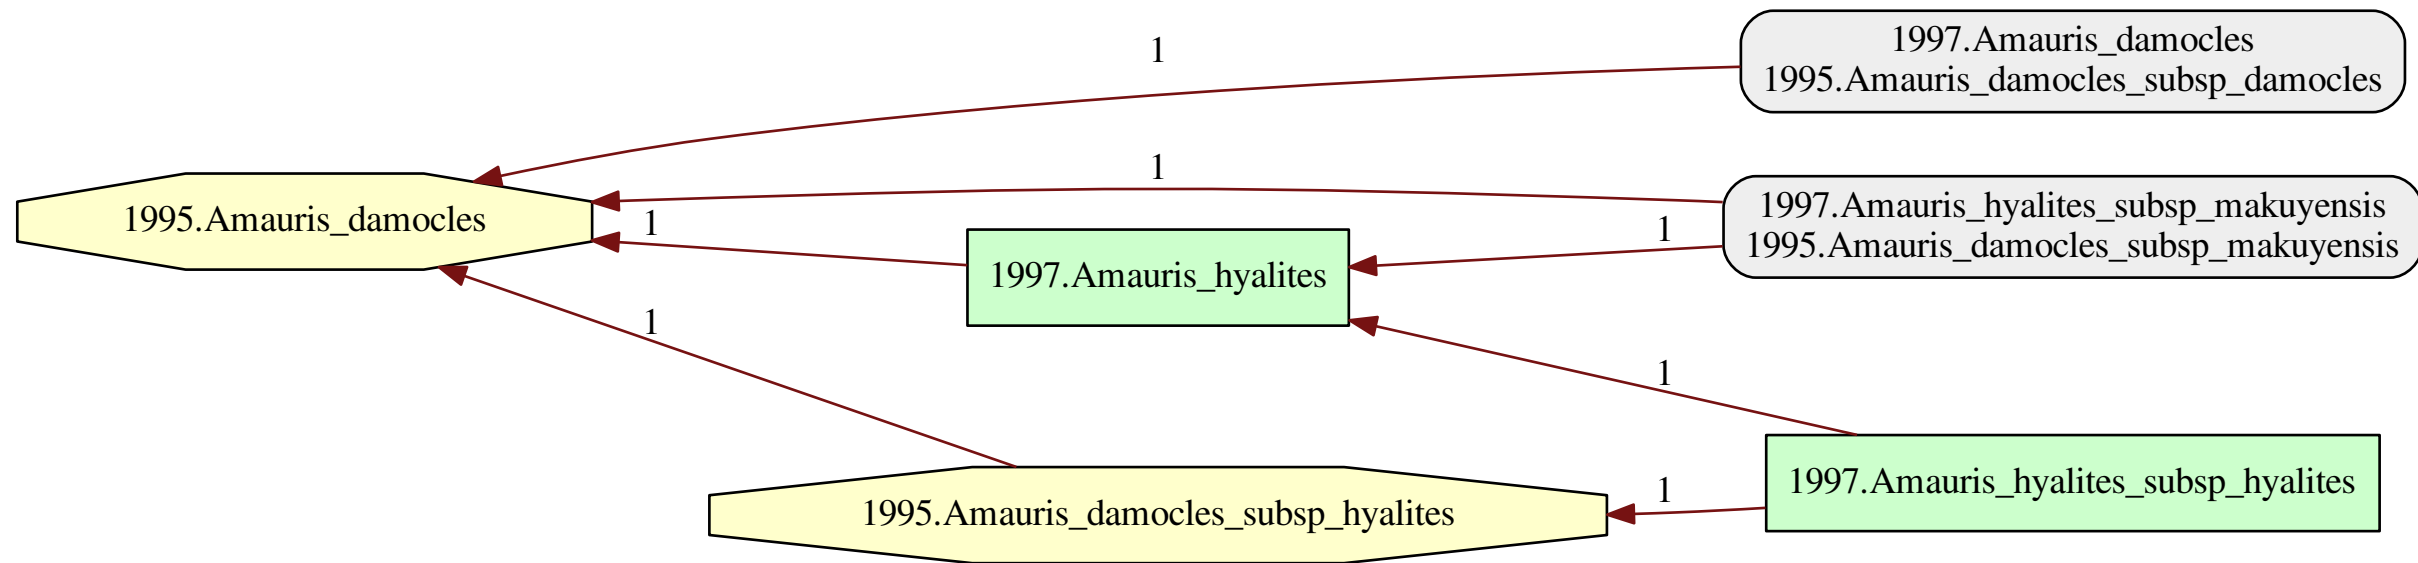 1
1997.Amauris_damocles
1995.Amauris_damocles_subsp_damocles
1
1995.Amauris_damocles
1
1997.Amauris_hyalites
1
1997.Amauris_hyalites_subsp_makuyensis
1995.Amauris_damocles_subsp_makuyensis
1
1
1995.Amauris_damocles_subsp_hyalites
1
1997.Amauris_hyalites_subsp_hyalites